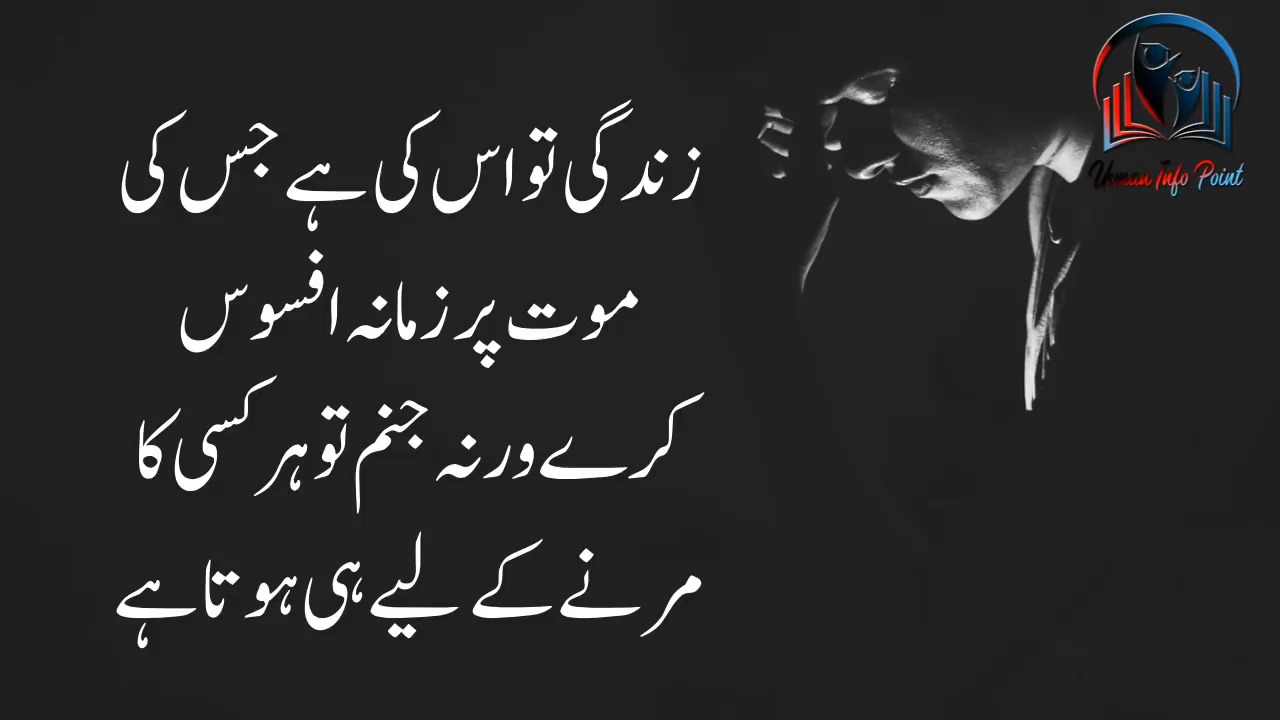 زندگی تو اس کی ہے جس کی
موت پر زمانہ افسوس
کرے ورنہ جنم تو ہر کسی کا
مرنے کے لیے ہی ہوتا ہے
Ukman Info Point